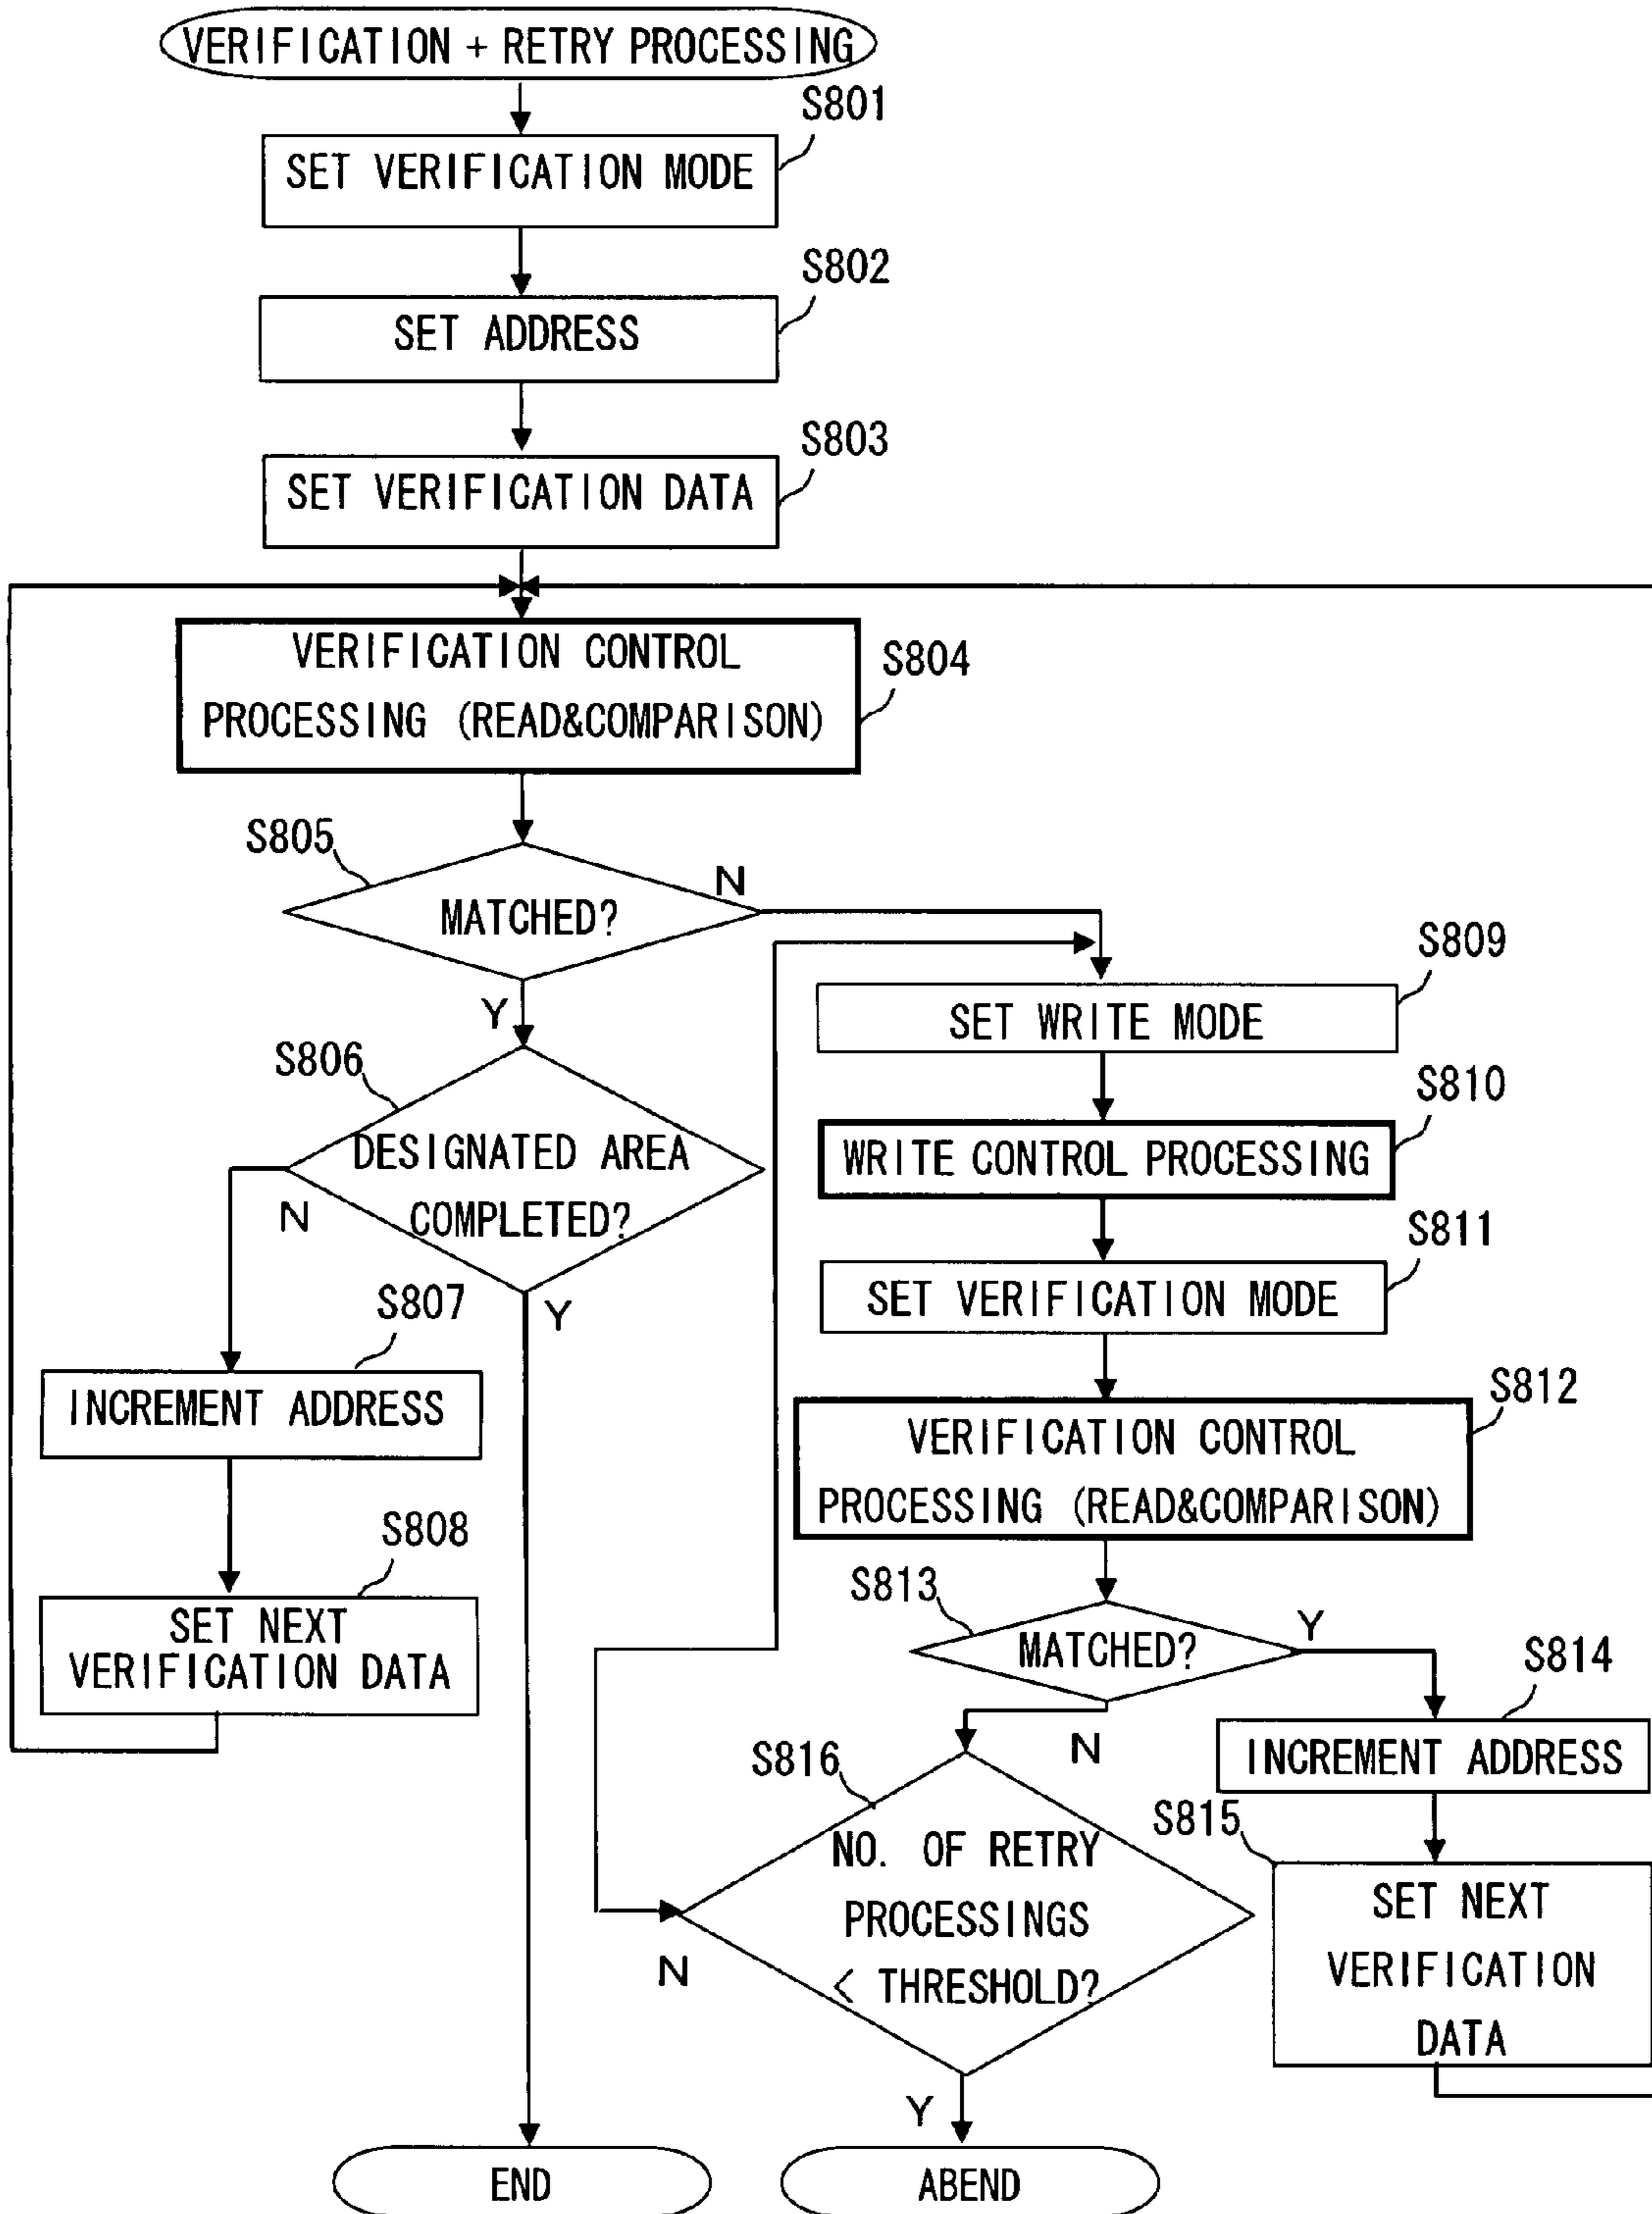 VERIFICATION + RETRY PROCESSING
S801
SET VERIFICATION MODE
S802
SET ADDRESS
S803
SET VERIFICATION DATA
VERIFICATION CONTROL
PROCESSING (READ&COMPARISON)
S804
S805
MATCHED?
N
Y
S806
DESIGNATED AREA
COMPLETED?
N
Y
S807
INCREMENT ADDRESS
S808
SET NEXT
VERIFICATION DATA
S809
SET WRITE MODE
S810
WRITE CONTROL PROCESSING
S811
SET VERIFICATION MODE
S812
VERIFICATION CONTROL
PROCESSING (READ&COMPARISON)
S813
MATCHED?
Y
N
S814
INCREMENT ADDRESS
S815
SET NEXT
VERIFICATION
DATA
S816
NO. OF RETRY
PROCESSINGS
< THRESHOLD?
N
Y
END
ABEND